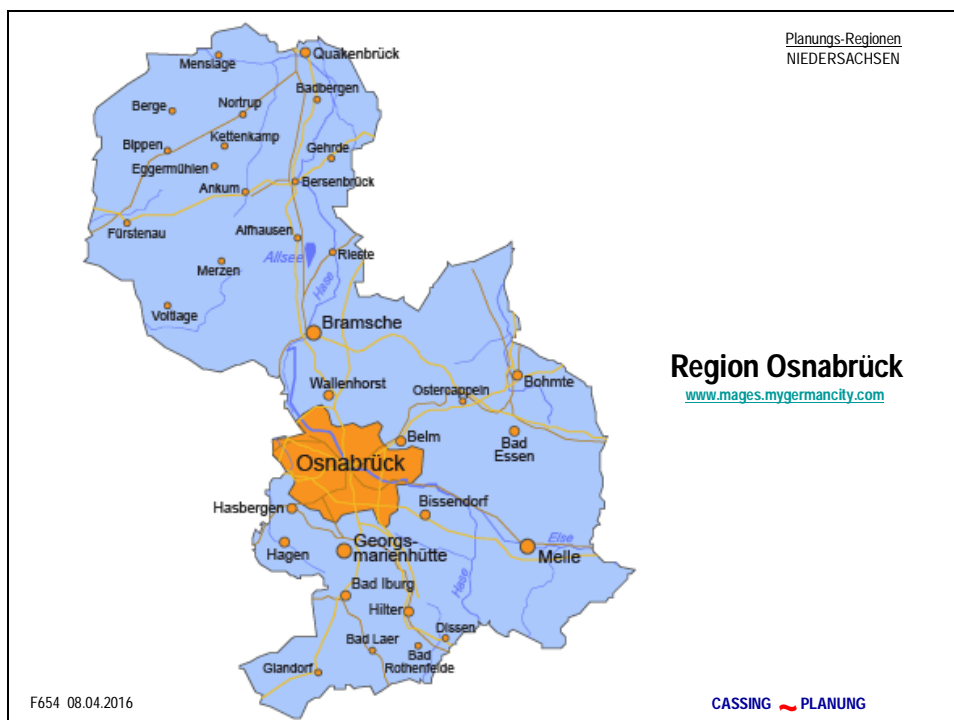 Planungs-Regionen
NIEDERSACHSEN
Menslage
Quakenbrück
Badbergen
Berge
Nortrup
Bippen
Kettenkamp
Gehrde
Eggermühlen
Ankum
Bersenbrück
Fürstenau
Alfhausen
Alfsee
Rieste
Merzen
Hase
Voltlage
Bramsche
Region Osnabrück
www.mages.mygermancity.com
Wallenhorst
Ostercappeln
Bohmte
Belm
Bad
Essen
Osnabrück
Hasbergen
Bissendorf
Hagen
Georgs-
marienhütte
Else
Melle
Hase
Bad Iburg
Hilter
Dissen
Bad Laer
Bad
Rothenfelde
Glandorf
F654 08.04.2016
CASSING ~ PLANUNG